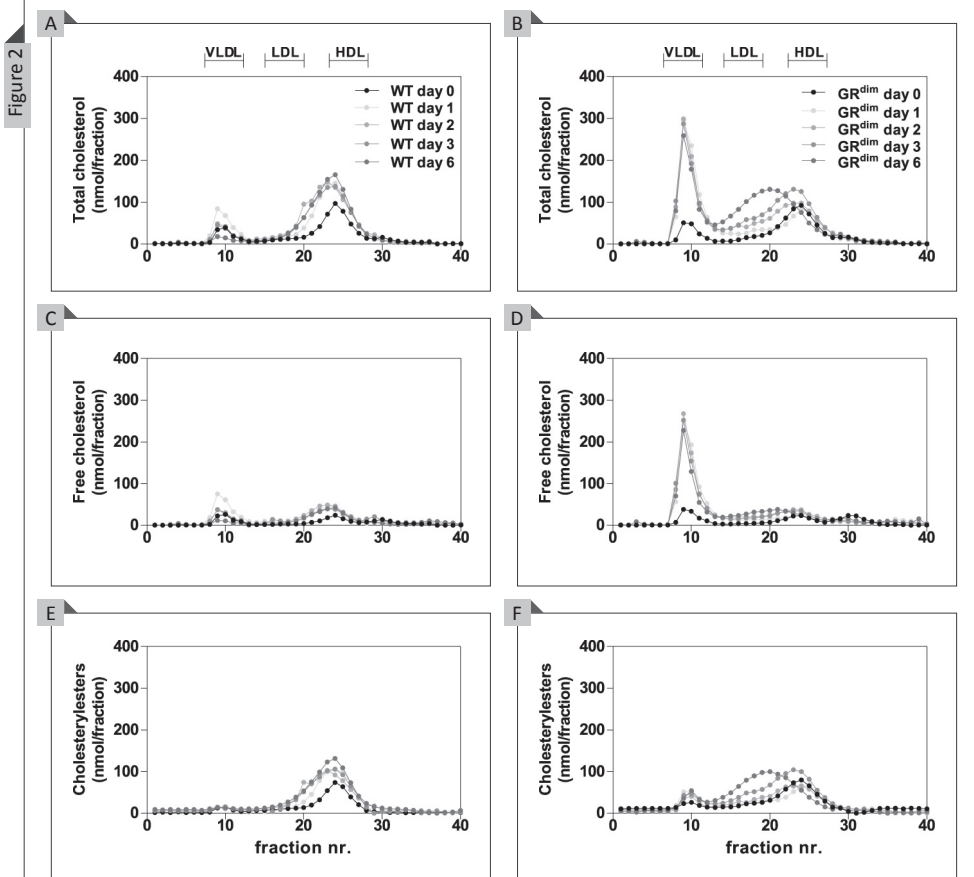 Figure 2
A
VLDL LDL HDL
Total cholesterol
(nmol/fraction)
400
300
200
100
0
0 10 20 30 40
WT day 0
WT day 1
WT day 2
WT day 3
WT day 6
B
VLDL LDL HDL
Total cholesterol
(nmol/fraction)
400
300
200
100
0
0 10 20 30 40
GRdim day 0
GRdim day 1
GRdim day 2
GRdim day 3
GRdim day 6
C
Free cholesterol
(nmol/fraction)
400
300
200
100
0
0 10 20 30 40
D
Free cholesterol
(nmol/fraction)
400
300
200
100
0
0 10 20 30 40
E
Cholesterylesters
(nmol/fraction)
400
300
200
100
0
0 10 20 30 40
fraction nr.
F
Cholesterylesters
(nmol/fraction)
400
300
200
100
0
0 10 20 30 40
fraction nr.